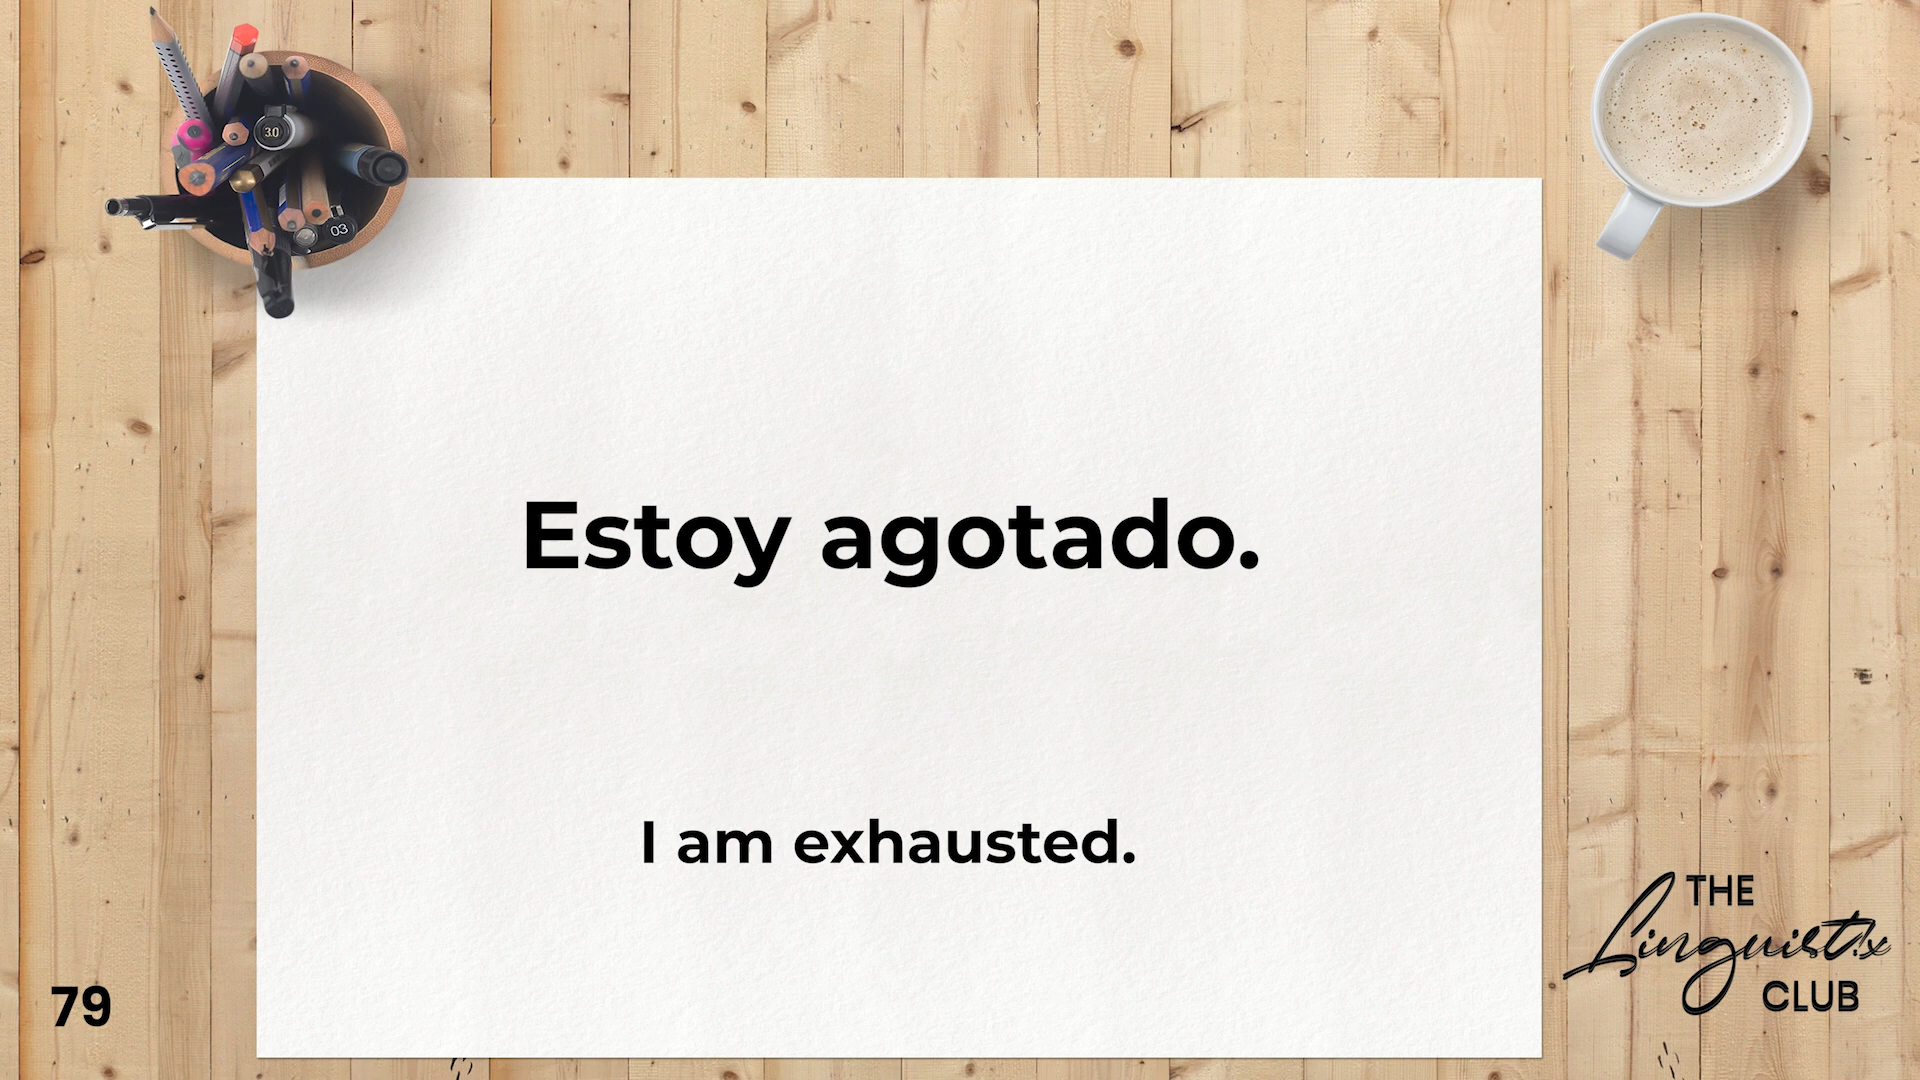 3.0
03
Estoy agotado.
I am exhausted.
79
THE
Linguistix
CLUB